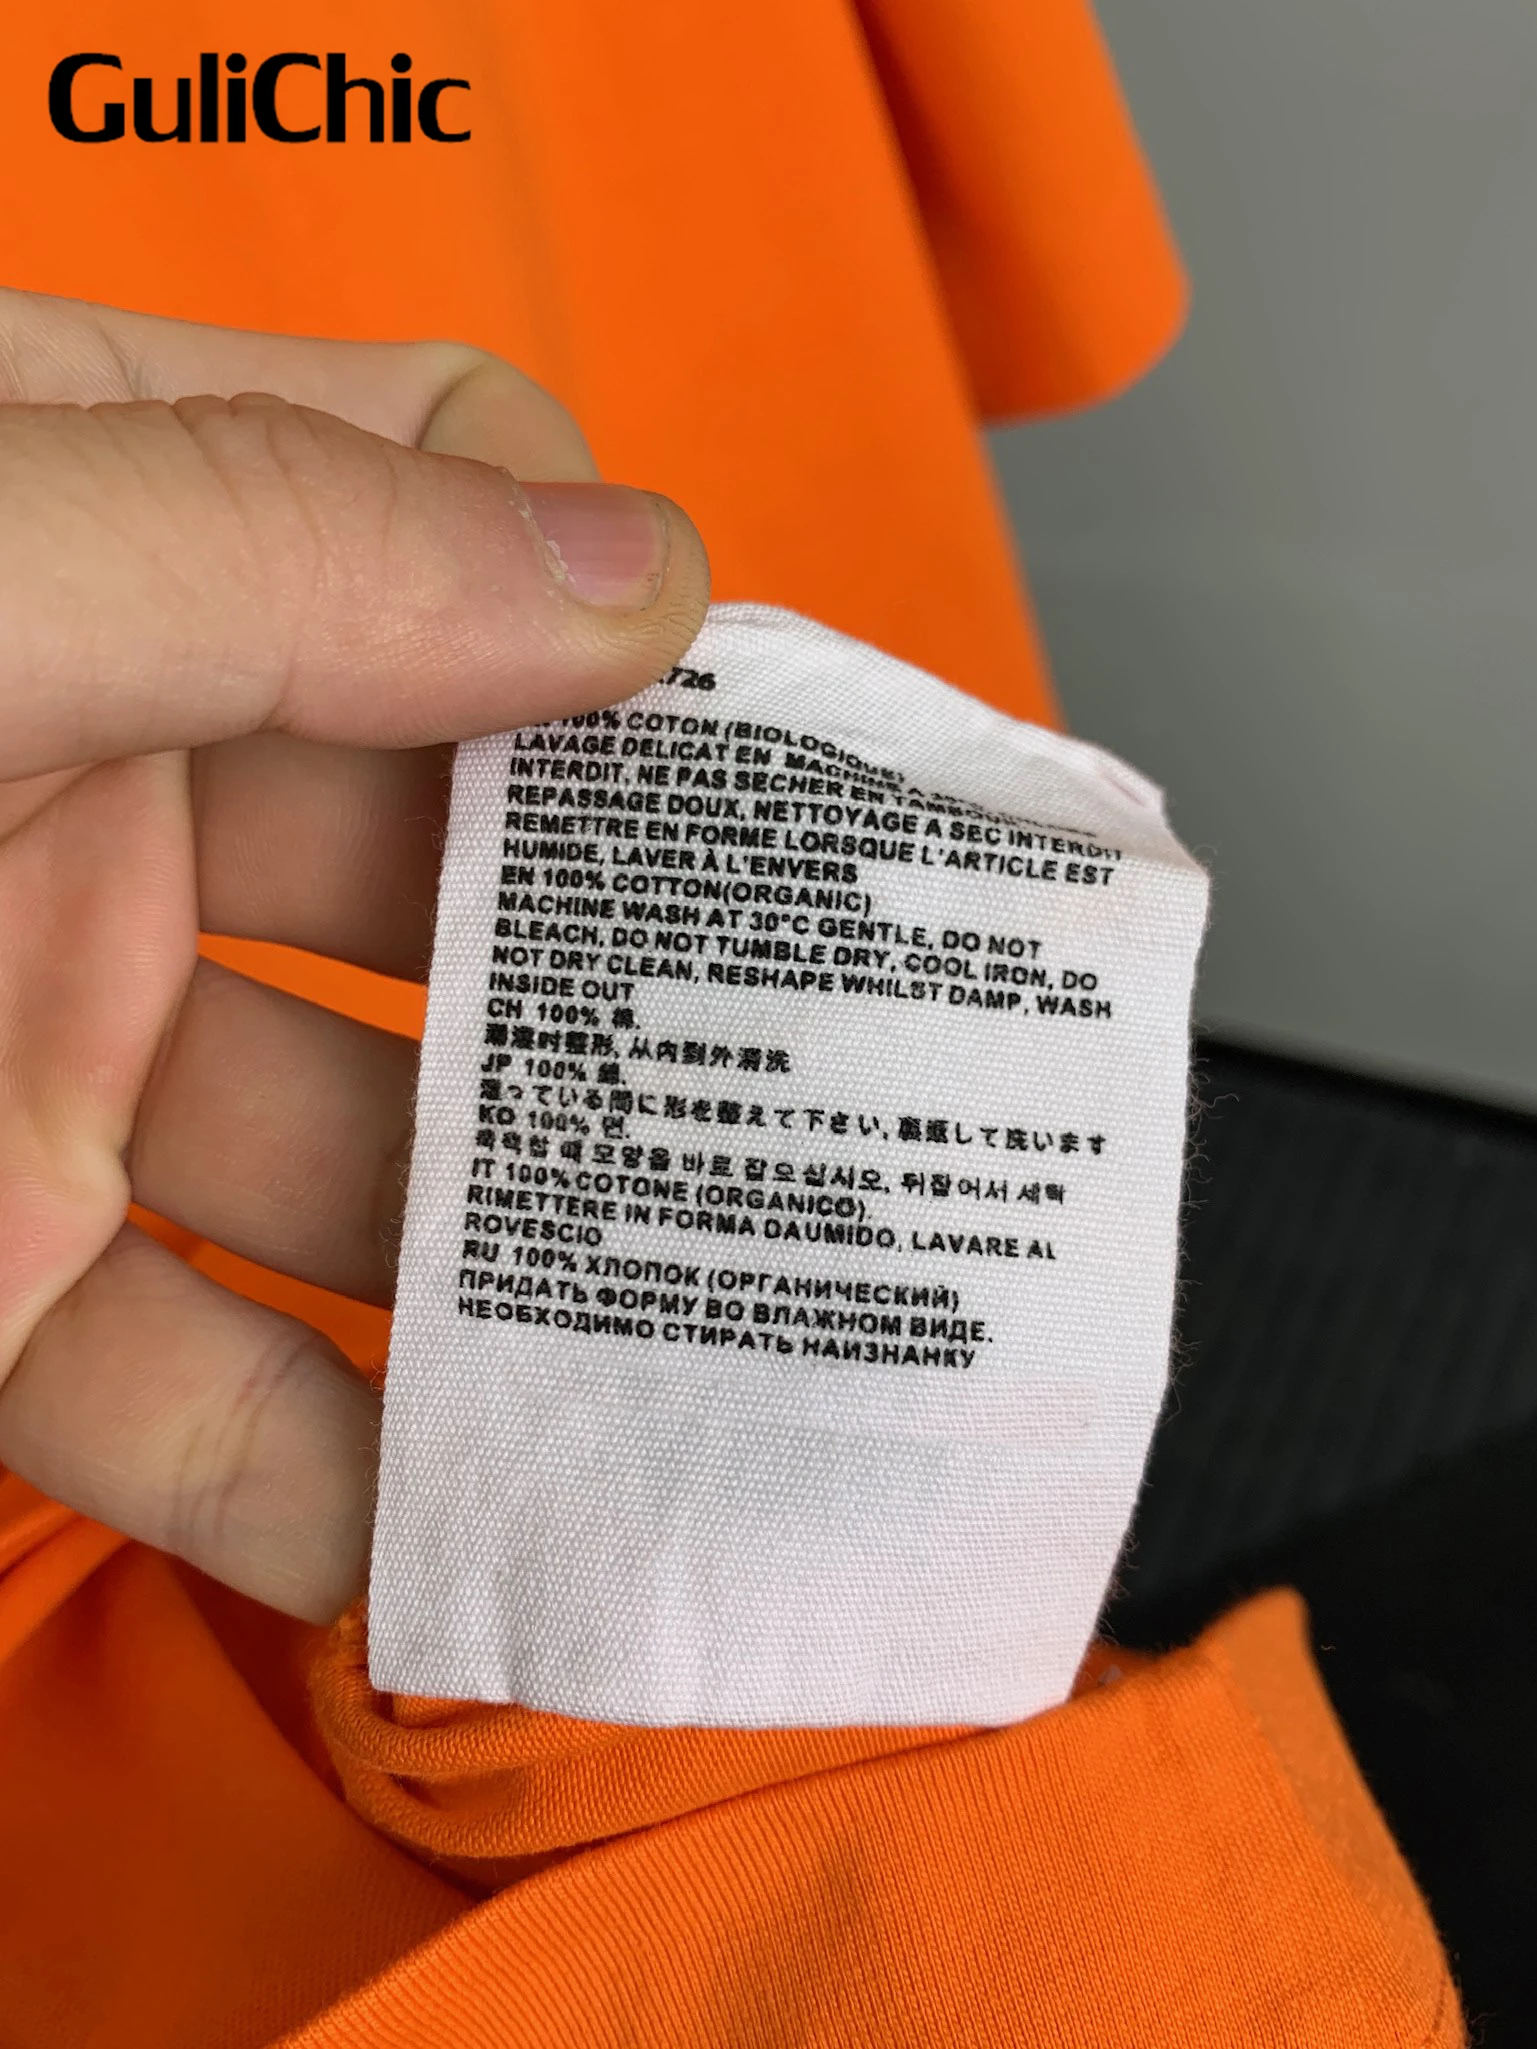 GuliChic
726
100% COTON (BIOLOGIQUE)
LAVAGE DELICAT EN MACHINE A
INTERDIT, NE PAS SECHER EN
REPASSAGE DOUX, NETTOYAGE A SEC INTERDIT
REMETTRE EN FORME LORSQUE L'ARTICLE EST
HUMIDE, LAVER À L'ENVERS
EN 100% COTTON(ORGANIC)
MACHINE WASH AT 30°C GENTLE, DO NOT
BLEACH, DO NOT TUMBLE DRY, COOL IRON, DO
NOT DRY CLEAN, RESHAPE WHILST DAMP, WASH
INSIDE OUT
CH 100% 棉.
潮湿时整形, 从内到外清洗
JP 100% 綿.
湿っている間に形を整えて下さい, 裏返して洗います
KO 100% 면.
축축할 때 모양을 바로 잡으십시오, 뒤집어서 세탁
IT 100% COTONE (ORGANICO).
RIMETTERE IN FORMA DAUMIDO, LAVARE AL
ROVESCIO
RU 100% ХЛОПОК (ОРГАНИЧЕСКИЙ)
ПРИДАТЬ ФОРМУ ВО ВЛАЖНОМ ВИДЕ.
НЕОБХОДИМО СТИРАТЬ НАИЗНАНКУ